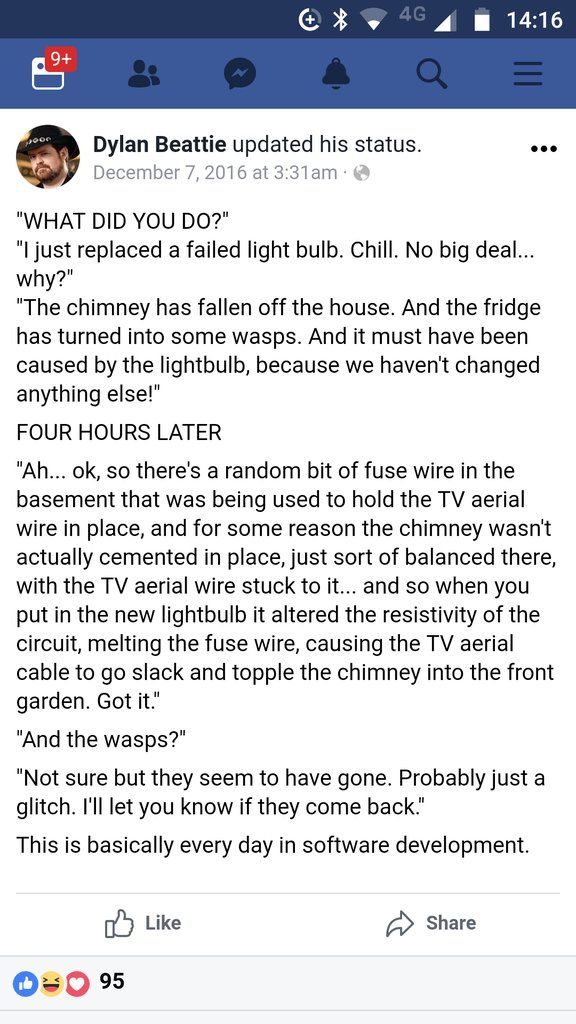 4G 14:16
9+
Dylan Beattie updated his status.
December 7, 2016 at 3:31am ·
"WHAT DID YOU DO?"
"I just replaced a failed light bulb. Chill. No big deal...
why?"
"The chimney has fallen off the house. And the fridge
has turned into some wasps. And it must have been
caused by the lightbulb, because we haven't changed
anything else!"
FOUR HOURS LATER
"Ah... ok, so there's a random bit of fuse wire in the
basement that was being used to hold the TV aerial
wire in place, and for some reason the chimney wasn't
actually cemented in place, just sort of balanced there,
with the TV aerial wire stuck to it... and so when you
put in the new lightbulb it altered the resistivity of the
circuit, melting the fuse wire, causing the TV aerial
cable to go slack and topple the chimney into the front
garden. Got it."
"And the wasps?"
"Not sure but they seem to have gone. Probably just a
glitch. I'll let you know if they come back."
This is basically every day in software development.
Like Share
95